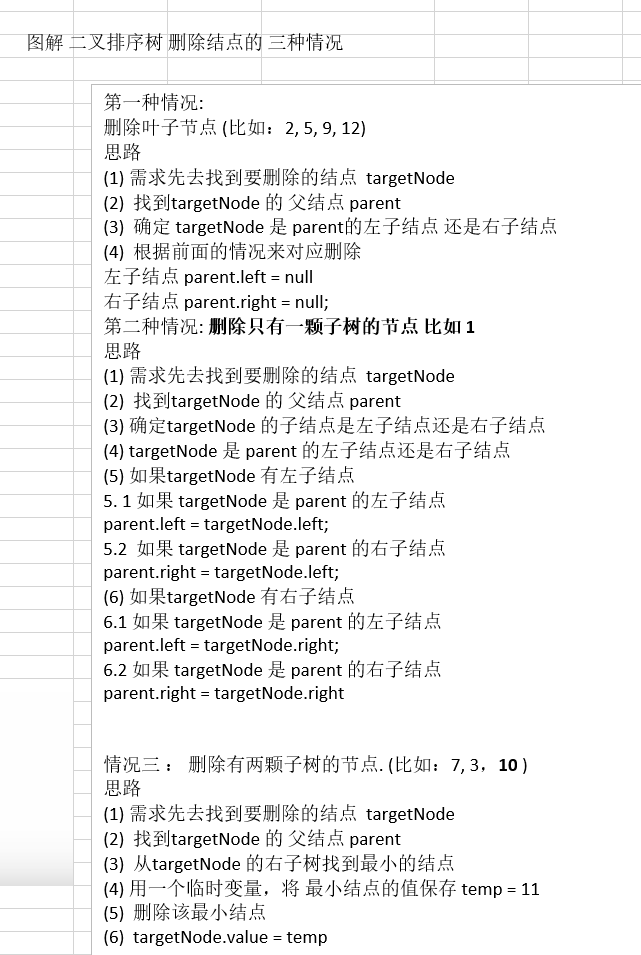 图解 二叉排序树 删除结点的 三种情况
第一种情况:
删除叶子节点 (比如：2, 5, 9, 12)
思路
(1) 需求先去找到要删除的结点  targetNode
(2)  找到targetNode 的 父结点 parent
(3)  确定 targetNode 是 parent的左子结点 还是右子结点
(4)  根据前面的情况来对应删除
左子结点 parent.left = null
右子结点 parent.right = null;
第二种情况: 删除只有一颗子树的节点 比如 1
思路
(1) 需求先去找到要删除的结点  targetNode
(2)  找到targetNode 的 父结点 parent
(3) 确定targetNode 的子结点是左子结点还是右子结点
(4) targetNode 是 parent 的左子结点还是右子结点
(5) 如果targetNode 有左子结点
5. 1 如果 targetNode 是 parent 的左子结点
parent.left = targetNode.left;
5.2  如果 targetNode 是 parent 的右子结点
parent.right = targetNode.left;
(6) 如果targetNode 有右子结点
6.1 如果 targetNode 是 parent 的左子结点
parent.left = targetNode.right;
6.2 如果 targetNode 是 parent 的右子结点
parent.right = targetNode.right
情况三 ： 删除有两颗子树的节点. (比如：7, 3，10 )
思路
(1) 需求先去找到要删除的结点  targetNode
(2)  找到targetNode 的 父结点 parent
(3)  从targetNode 的右子树找到最小的结点
(4) 用一个临时变量，将 最小结点的值保存 temp = 11
(5)  删除该最小结点
(6)  targetNode.value = temp